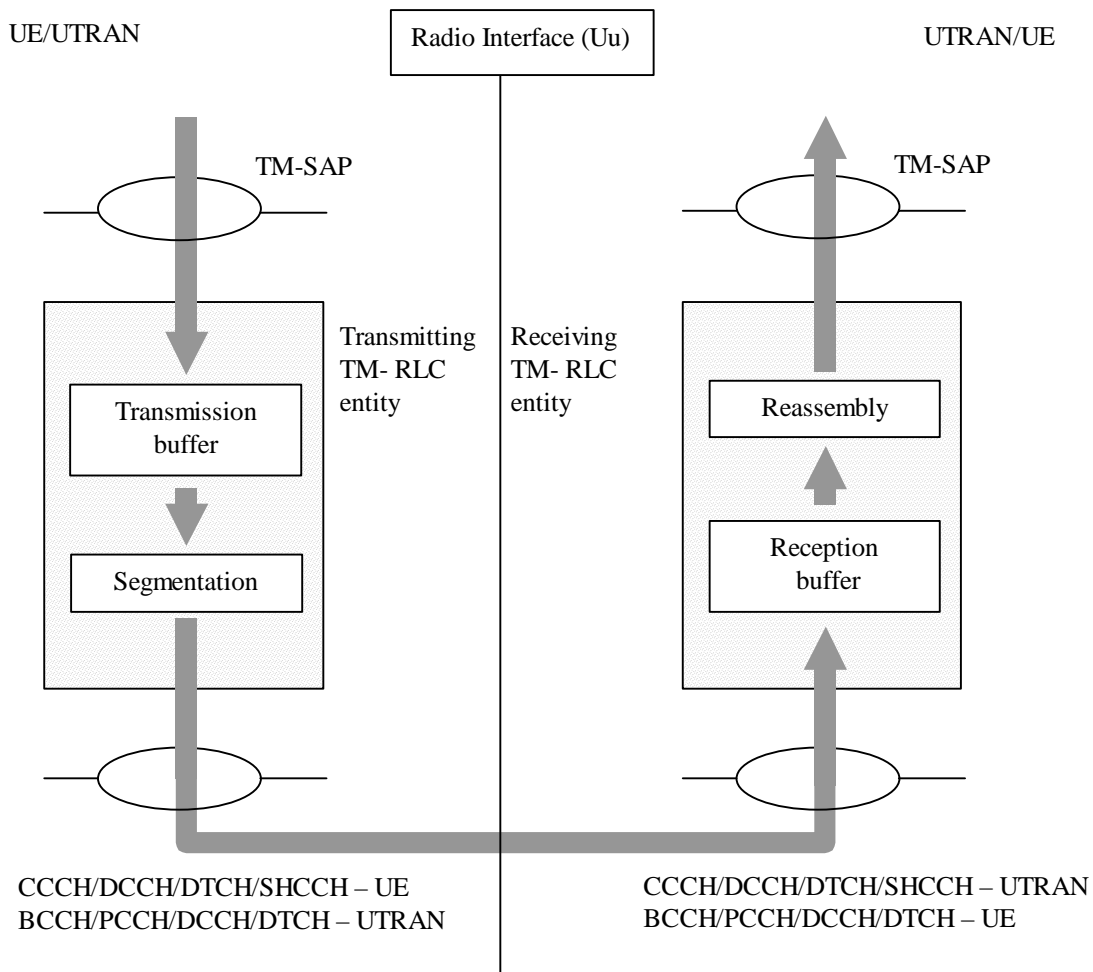 UE/UTRAN
Radio Interface (Uu)
UTRAN/UE
TM-SAP
TM-SAP
Transmitting
TM- RLC
entity
Receiving
TM- RLC
entity
Transmission
buffer
Segmentation
Reassembly
Reception
buffer
CCCH/DCCH/DTCH/SHCCH – UE
BCCH/PCCH/DCCH/DTCH – UTRAN
CCCH/DCCH/DTCH/SHCCH – UTRAN
BCCH/PCCH/DCCH/DTCH – UE